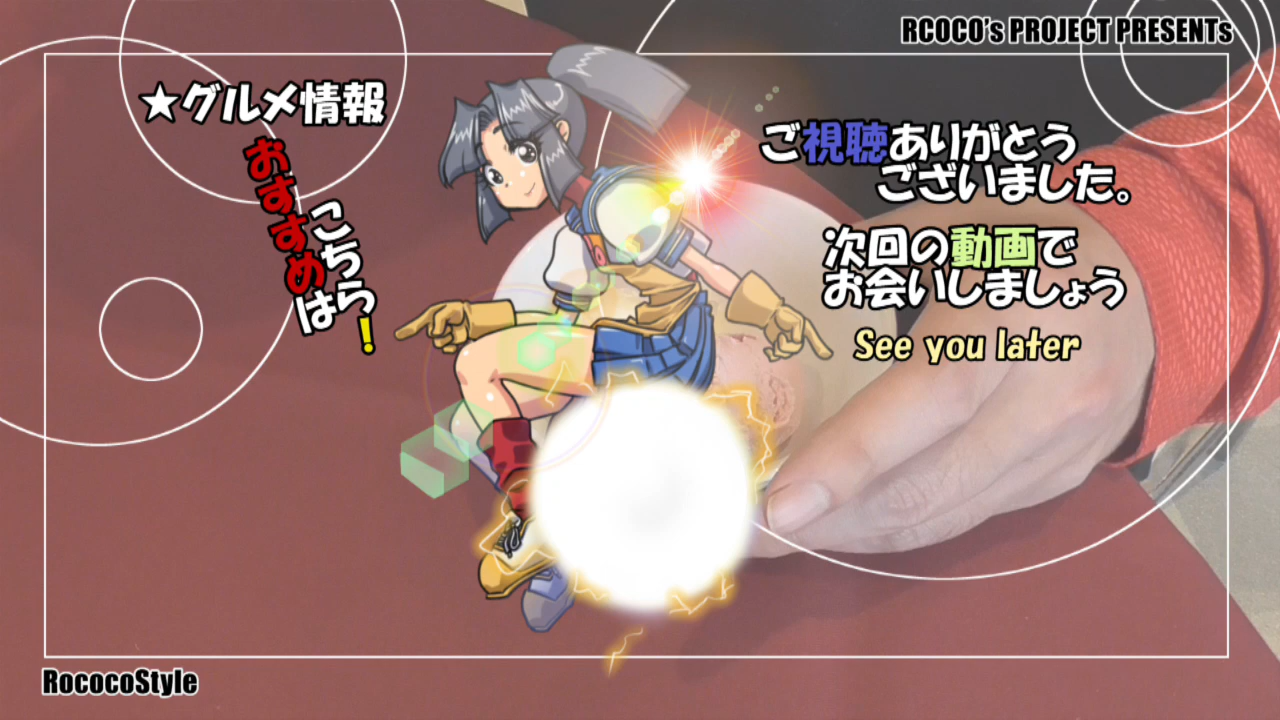 RCOCO's PROJECT PRESENTs
★グルメ情報
おすすめは
こちら!
ご視聴ありがとう
ございました。
次回の動画で
お会いしましょう
See you later
RococoStyle